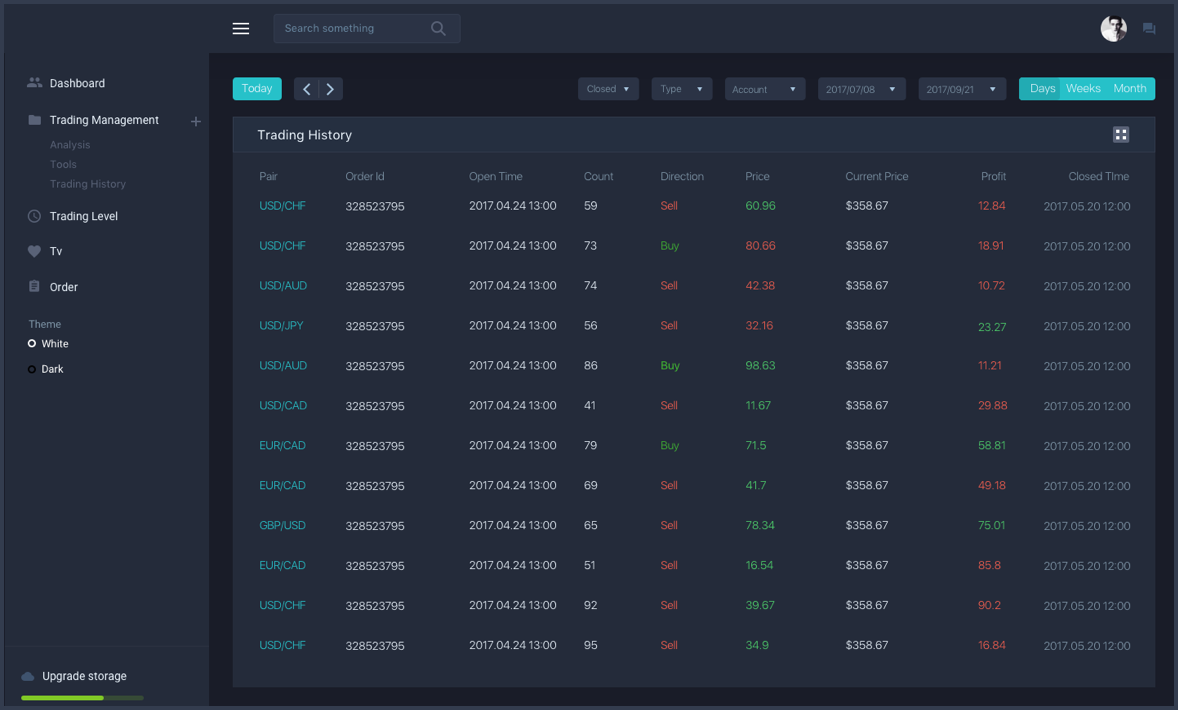 Search something
Dashboard
Trading Management
Analysis
Tools
Trading History
Trading Level
Tv
Order
Theme
White
Dark
Upgrade storage
Today Closed Type Account 2017/07/08 2017/09/21 Days Weeks Month
Trading History
Pair Order Id Open Time Count Direction Price Current Price Profit Closed TIme
USD/CHF 328523795 2017.04.24 13:00 59 Sell 60.96 $358.67 12.84 2017.05.20 12:00
USD/CHF 328523795 2017.04.24 13:00 73 Buy 80.66 $358.67 18.91 2017.05.20 12:00
USD/AUD 328523795 2017.04.24 13:00 74 Sell 42.38 $358.67 10.72 2017.05.20 12:00
USD/JPY 328523795 2017.04.24 13:00 56 Sell 32.16 $358.67 23.27 2017.05.20 12:00
USD/AUD 328523795 2017.04.24 13:00 86 Buy 98.63 $358.67 11.21 2017.05.20 12:00
USD/CAD 328523795 2017.04.24 13:00 41 Sell 11.67 $358.67 29.88 2017.05.20 12:00
EUR/CAD 328523795 2017.04.24 13:00 79 Buy 71.5 $358.67 58.81 2017.05.20 12:00
EUR/CAD 328523795 2017.04.24 13:00 69 Sell 41.7 $358.67 49.18 2017.05.20 12:00
GBP/USD 328523795 2017.04.24 13:00 65 Sell 78.34 $358.67 75.01 2017.05.20 12:00
EUR/CAD 328523795 2017.04.24 13:00 51 Sell 16.54 $358.67 85.8 2017.05.20 12:00
USD/CHF 328523795 2017.04.24 13:00 92 Sell 39.67 $358.67 90.2 2017.05.20 12:00
USD/CHF 328523795 2017.04.24 13:00 95 Sell 34.9 $358.67 16.84 2017.05.20 12:00